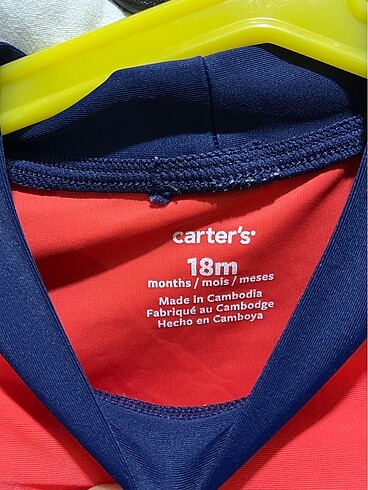 carter's
18m
months / mois / meses
Made in Cambodia
Fabriqué au Cambodge
Hecho en Camboya